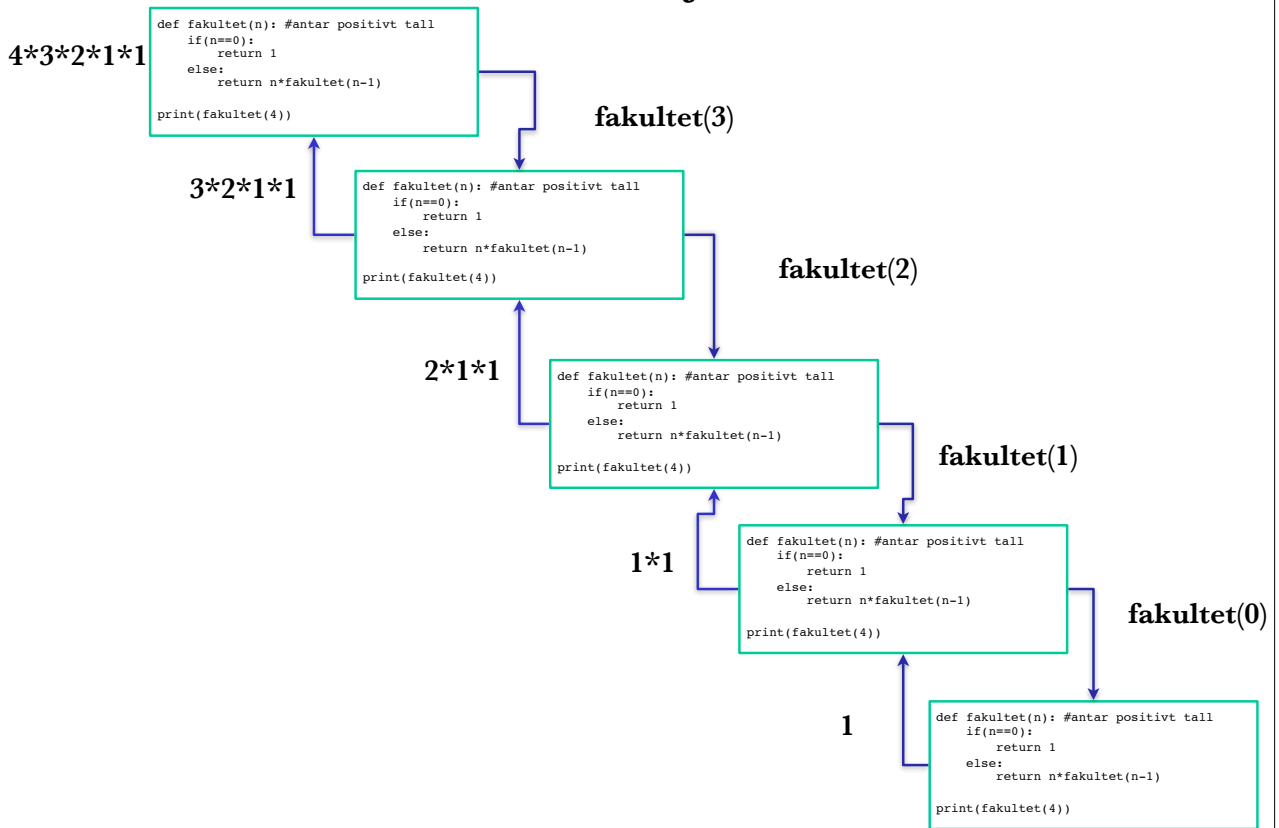 def fakultet(n): #antar positivt tall
if(n==0):
return 1
else:
return n*fakultet(n-1)
print(fakultet(4))
4*3*2*1*1
fakultet(3)
3*2*1*1
def fakultet(n): #antar positivt tall
if(n==0):
return 1
else:
return n*fakultet(n-1)
print(fakultet(4))
fakultet(2)
2*1*1
def fakultet(n): #antar positivt tall
if(n==0):
return 1
else:
return n*fakultet(n-1)
print(fakultet(4))
fakultet(1)
1*1
def fakultet(n): #antar positivt tall
if(n==0):
return 1
else:
return n*fakultet(n-1)
print(fakultet(4))
fakultet(0)
1
def fakultet(n): #antar positivt tall
if(n==0):
return 1
else:
return n*fakultet(n-1)
print(fakultet(4))